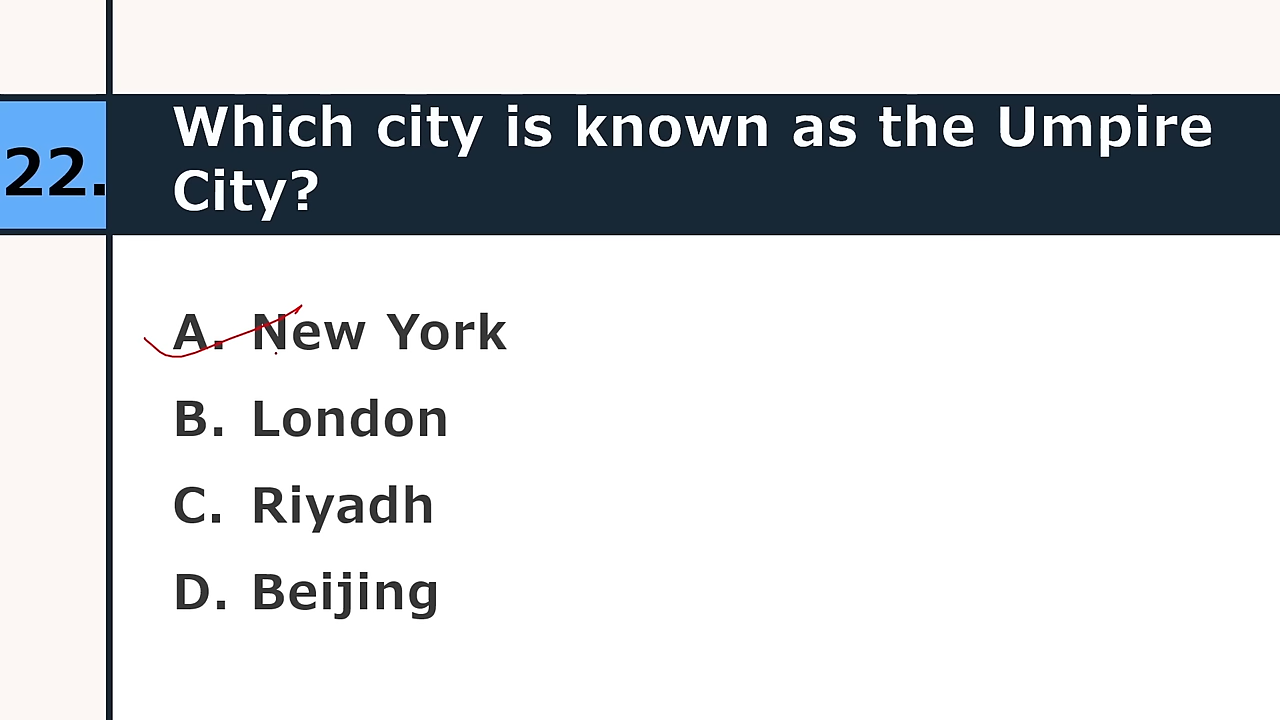 22.
Which city is known as the Umpire
City?
A. New York
B. London
C. Riyadh
D. Beijing